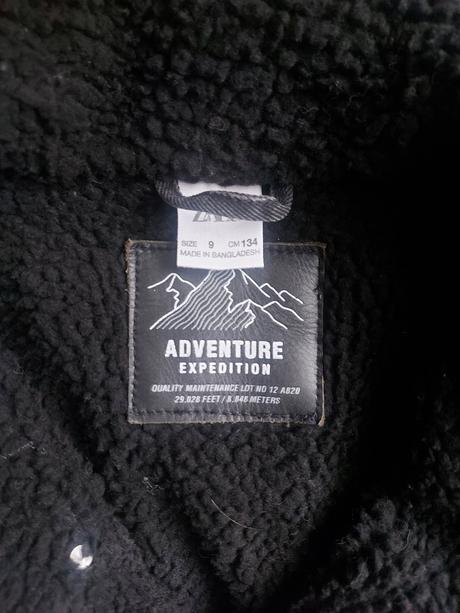 SIZE 9 CM 134
MADE IN BANGLADESH
ADVENTURE
EXPEDITION
QUALITY MAINTENANCE LOT NO 12 A820
29.028 FEET / 8.848 METERS